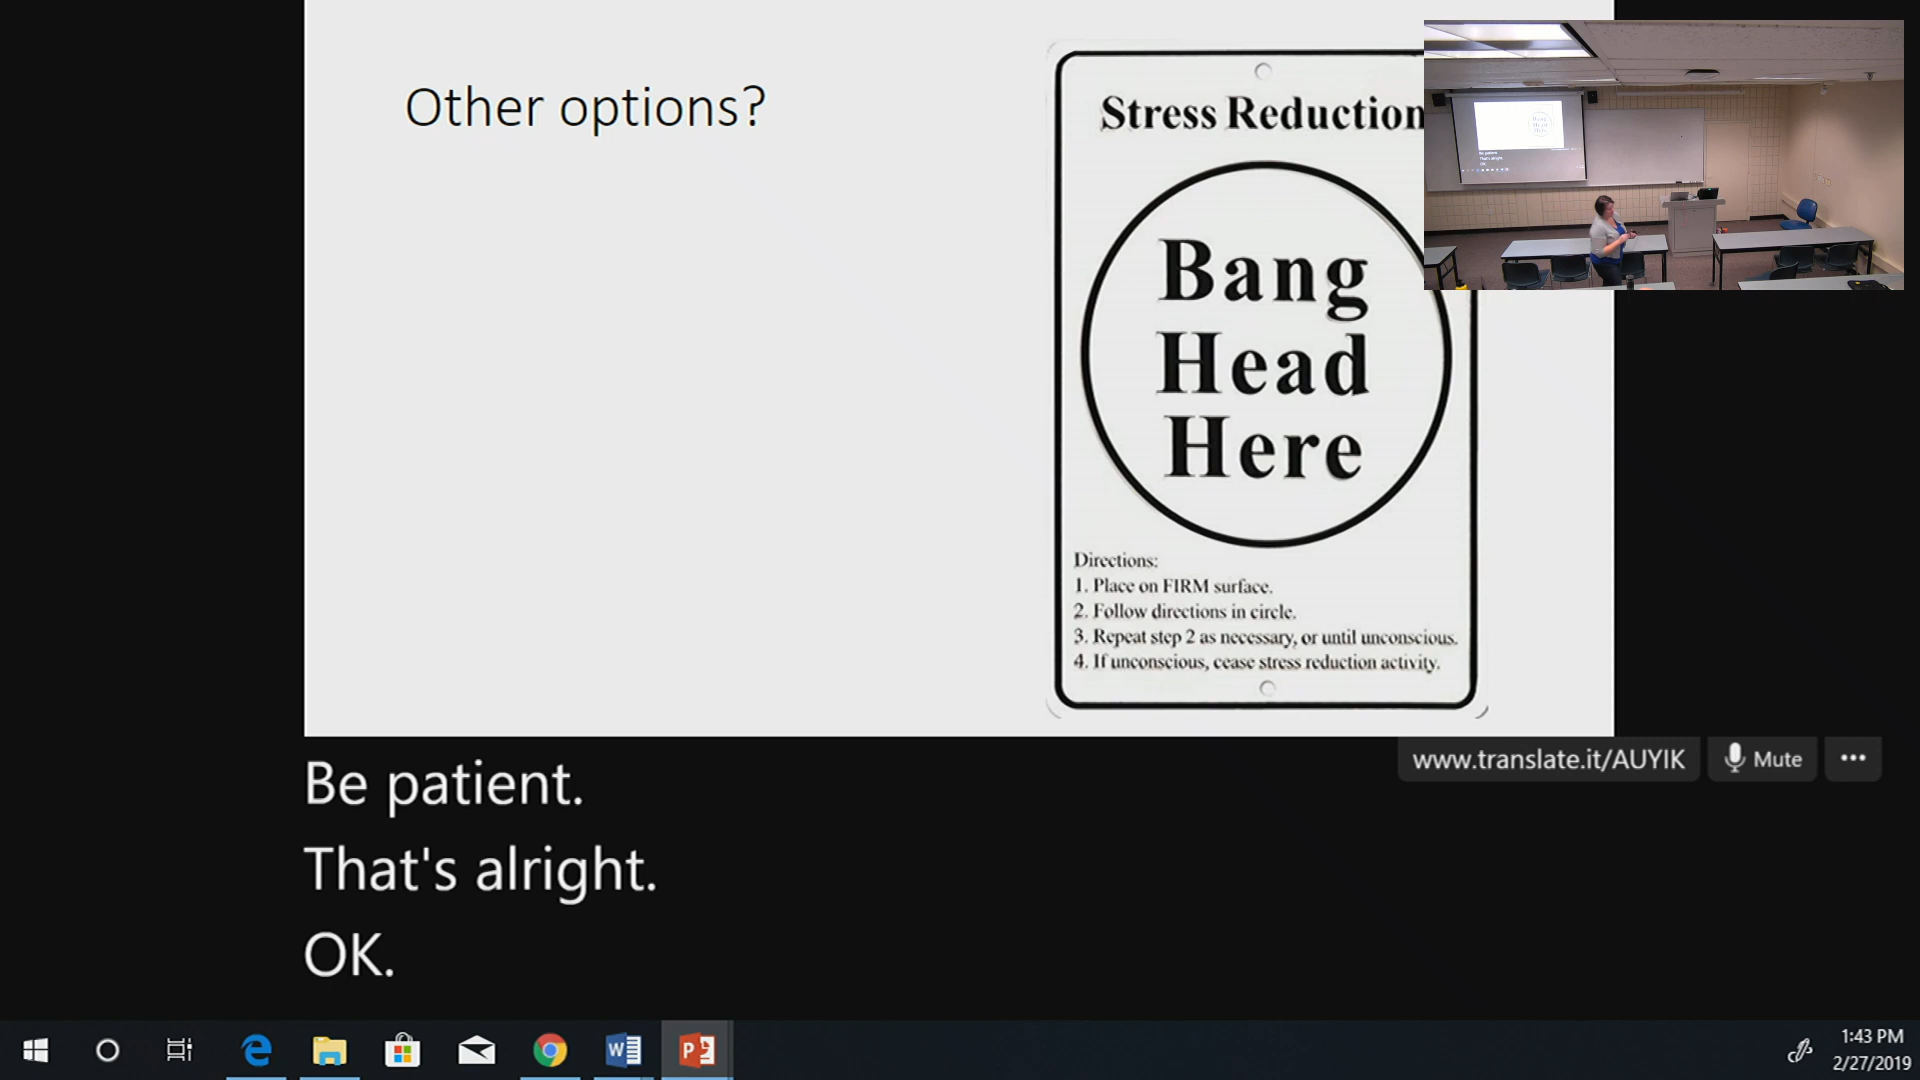 Other options?
Stress Reduction
Bang
Head
Here
Directions:
1. Place on FIRM surface.
2. Follow directions in circle.
3. Repeat step 2 as necessary, or until unconscious.
4. If unconscious, cease stress reduction activity.
www.translate.it/AUYIK
Mute
Be patient.
That's alright.
OK.
1:43 PM
2/27/2019